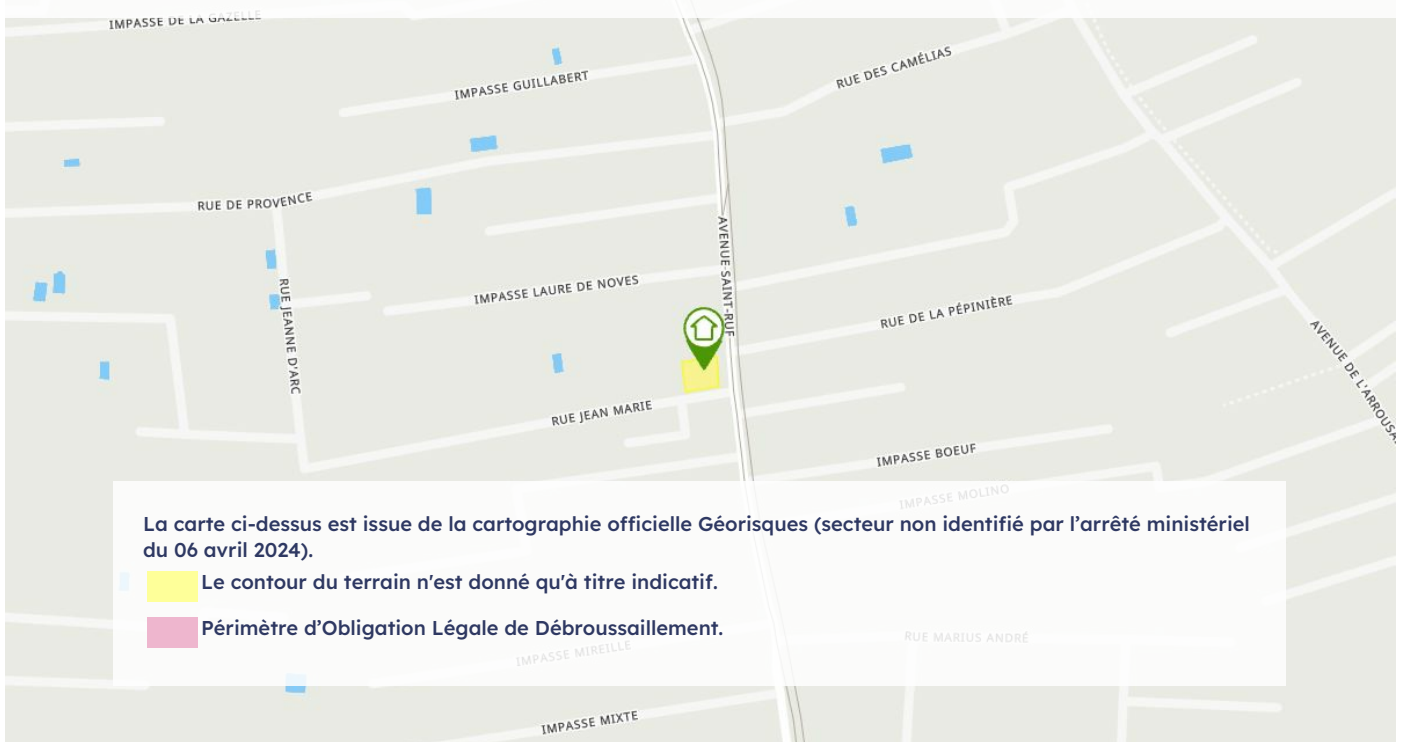 IMPASSE DE LA GAZELLE
IMPASSE GUILLABERT
RUE DES CAMÉLIAS
RUE DE PROVENCE
AVENUE SAINT-RUF
IMPASSE LAURE DE NOVES
RUE JEANNE D'ARC
RUE DE LA PÉPINIÈRE
AVENUE DE L'ARROUSA
RUE JEAN MARIE
IMPASSE BOEUF
IMPASSE MOLINO
La carte ci-dessus est issue de la cartographie officielle Géorisques (secteur non identifié par l’arrêté ministériel
du 06 avril 2024).
Le contour du terrain n'est donné qu'à titre indicatif.
Périmètre d’Obligation Légale de Débroussaillement.
RUE MARIUS ANDRÉ
IMPASSE MIREILLE
IMPASSE MIXTE